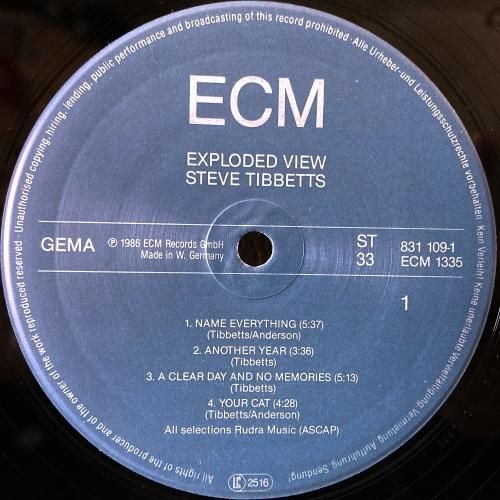 All rights of the producer and of the owner of the work reproduced reserved · Unauthorised copying, hiring, lending, public performance and broadcasting of this record prohibited · Alle Urheber- und Leistungsschutzrechte vorbehalten · Kein Verleih! Keine unerlaubte Vervielfältigung, Vermietung, Aufführung, Sendung!
ECM
EXPLODED VIEW
STEVE TIBBETTS
GEMA
℗ 1986 ECM Records GmbH
Made in W. Germany
ST
33
831 109-1
ECM 1335
1
1. NAME EVERYTHING (5:37)
(Tibbetts/Anderson)
2. ANOTHER YEAR (3:36)
(Tibbetts)
3. A CLEAR DAY AND NO MEMORIES (5:13)
(Tibbetts)
4. YOUR CAT (4:28)
(Tibbetts/Anderson)
All selections Rudra Music (ASCAP)
LC 2516